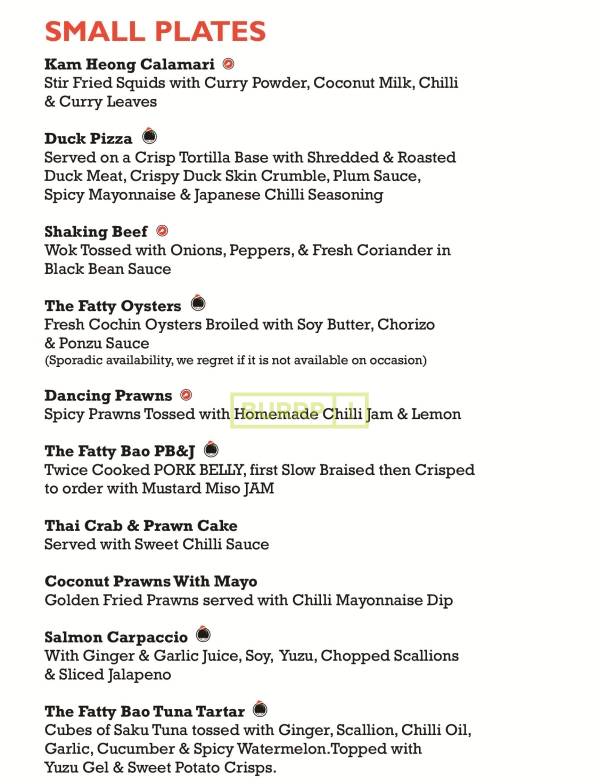 SMALL PLATES
Kam Heong Calamari
Stir Fried Squids with Curry Powder, Coconut Milk, Chilli
& Curry Leaves
Duck Pizza
Served on a Crisp Tortilla Base with Shredded & Roasted
Duck Meat, Crispy Duck Skin Crumble, Plum Sauce,
Spicy Mayonnaise & Japanese Chilli Seasoning
Shaking Beef
Wok Tossed with Onions, Peppers, & Fresh Coriander in
Black Bean Sauce
The Fatty Oysters
Fresh Cochin Oysters Broiled with Soy Butter, Chorizo
& Ponzu Sauce
(Sporadic availability, we regret if it is not available on occasion)
Dancing Prawns
Spicy Prawns Tossed with Homemade Chilli Jam & Lemon
The Fatty Bao PB&J
Twice Cooked PORK BELLY, first Slow Braised then Crisped
to order with Mustard Miso JAM
Thai Crab & Prawn Cake
Served with Sweet Chilli Sauce
Coconut Prawns With Mayo
Golden Fried Prawns served with Chilli Mayonnaise Dip
Salmon Carpaccio
With Ginger & Garlic Juice, Soy, Yuzu, Chopped Scallions
& Sliced Jalapeno
The Fatty Bao Tuna Tartar
Cubes of Saku Tuna tossed with Ginger, Scallion, Chilli Oil,
Garlic, Cucumber & Spicy Watermelon.Topped with
Yuzu Gel & Sweet Potato Crisps.